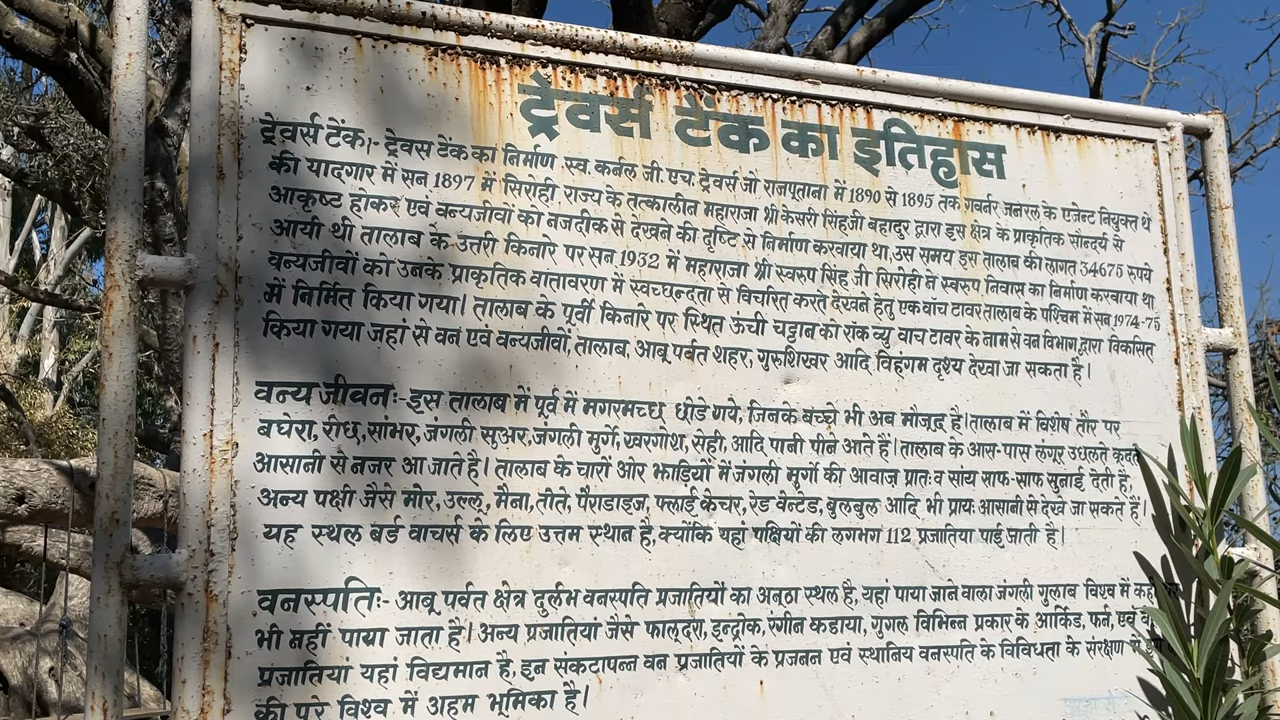 ट्रेवर्स टेंक का इतिहास
ट्रेवर्स टेंक।- ट्रेवस टेंक का निर्माण स्व. कर्नल जी. एच. ट्रेवर्स जो राजपूताना में 1890 से 1895 तक गवर्नर जनरल के एजेन्ट नियुक्त थे
की यादगार में सन 1897 में सिरोही राज्य के तत्कालीन महाराजा श्री केसरी सिंहजी बहादुर द्वारा इस क्षेत्र के प्राकृतिक सौन्दर्य से
आकृष्ट होकर एवं वन्यजीवों को नजदीक से देखने की दृष्टि से निर्माण करवाया था, उस समय इस तालाब की लागत 34675 रुपये
आयी थी तालाब के उतरी किनारे पर सन् 1932 में महाराजा श्री स्वरुप सिंह जी सिरोही में स्वरुप निवास का निर्माण करवाया था
वन्यजीवों को उनके प्राकृतिक वांतावरण में स्वच्छन्दता से विचरित करते देखने हेतु एक वॉच टावर तालाब के पश्चिम में सन् 1974-75
में निर्मित किया गया। तालाब के पूर्वी किनारे पर स्थित ऊंची चट्टान को रॉक व्यु वाच टावर के नाम से वन विभाग द्वारा विकसित
किया गया जहां से वन एवं वन्यजीवों, तालाब, आबू पर्वत शहर, गुरुशिखर आदि विहंगम दृश्य देखा जा सकता है।
वन्य जीवन:- इस तालाब में पूर्व में मगरमच्छ छोडे गये, जिनके बच्चे भी अब मौजूद है। तालाब में विशेष तौर पर
बघेरा, रीछ, सांभर, जंगली सुअर, जंगली मुर्गे, खरगोश, सेही, आदि पानी पीने आते हैं। तालाब के आस-पास लंगूर उछलते कूदते
आसानी से नजर आ जाते है। तालाब के चारों ओर झाड़ियों में जंगली मुर्गे की आवाज़ प्रातः व सांय साफ-साफ सुनाई देती है,
अन्य पक्षी जैसे मोर, उल्लू, मैना, तोते, पैराडाइज, फ्लाई केचर, रेड वेन्टेड, बुलबुल आदि भी प्रायः आसानी से देखे जा सकते हैं।
यह स्थल बर्ड वाचर्स के लिए उत्तम स्थान है, क्योंकि यहां पक्षियों की लगभग 112 प्रजातिया पाई जाती है।
वनस्पति:- आबू पर्वत क्षेत्र दुर्लभ वनस्पति प्रजातियों का अनूठा स्थल है, यहां पाया जाने वाला जंगली गुलाब विश्व में
भी नहीं पाया जाता है। अन्य प्रजातियां जैसे फालूदरा, इन्द्रोक, रंगीन कडाया, गुगल विभिन्न प्रकार के आर्किड, फर्न, एवं
प्रजातियां यहां विद्यमान है, इन संकटापन्न वन प्रजातियों के प्रजनन एवं स्थानिय वनस्पति के विविधता के संरक्षण
की पूरे विश्व में अहम भूमिका है।